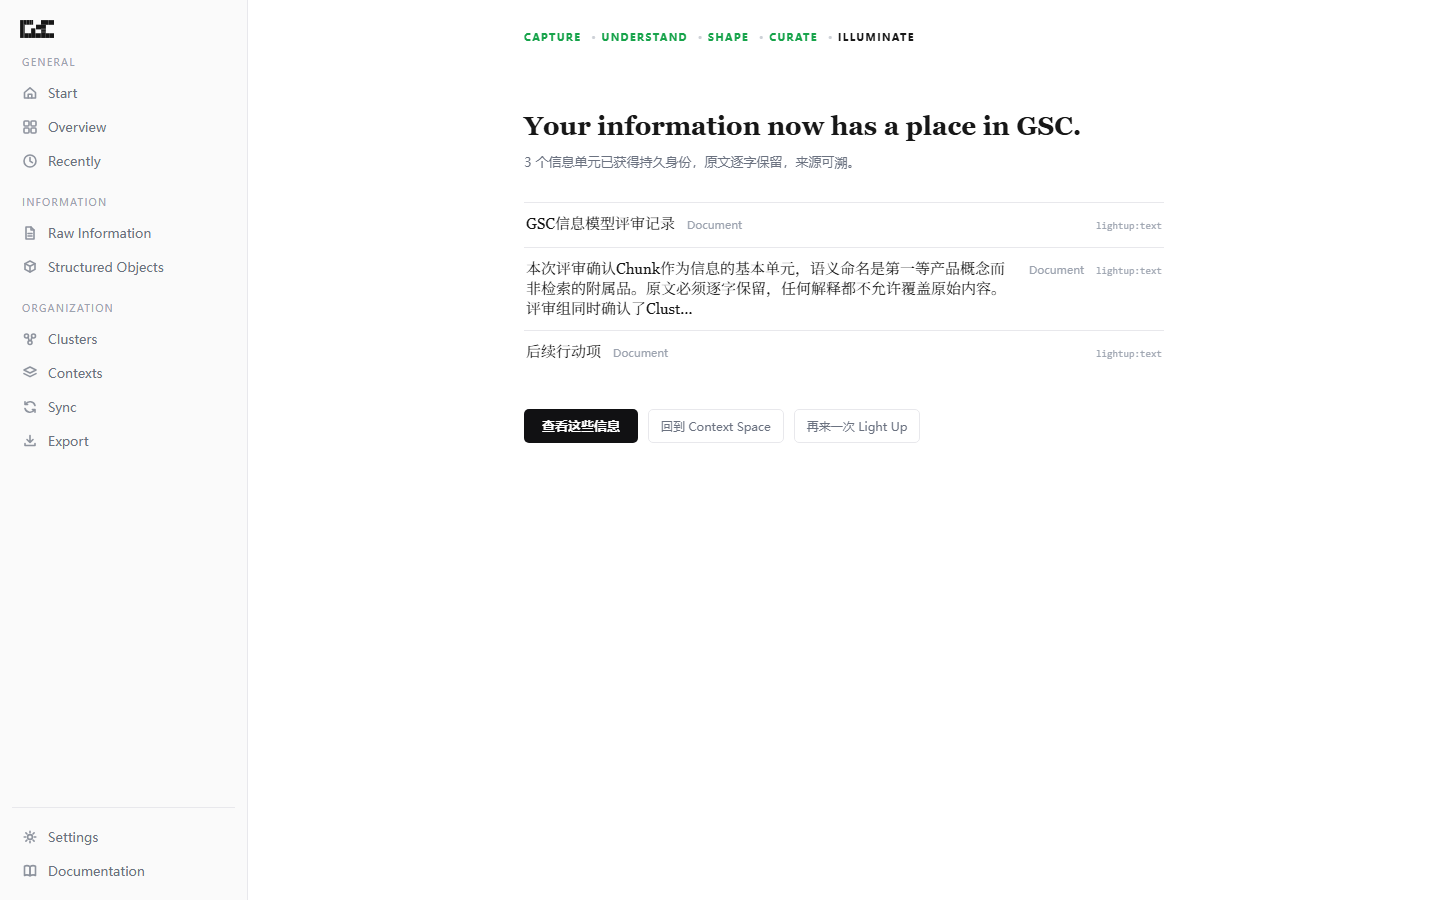 GSC
GENERAL
Start
Overview
Recently
INFORMATION
Raw Information
Structured Objects
ORGANIZATION
Clusters
Contexts
Sync
Export
Settings
Documentation
CAPTURE • UNDERSTAND • SHAPE • CURATE • ILLUMINATE
Your information now has a place in GSC.
3 个信息单元已获得持久身份，原文逐字保留，来源可溯。
GSC信息模型评审记录 Document lightup:text
本次评审确认Chunk作为信息的基本单元，语义命名是第一等产品概念而 Document lightup:text
非检索的附属品。原文必须逐字保留，任何解释都不允许覆盖原始内容。
评审组同时确认了Clust...
后续行动项 Document lightup:text
查看这些信息 回到 Context Space 再来一次 Light Up